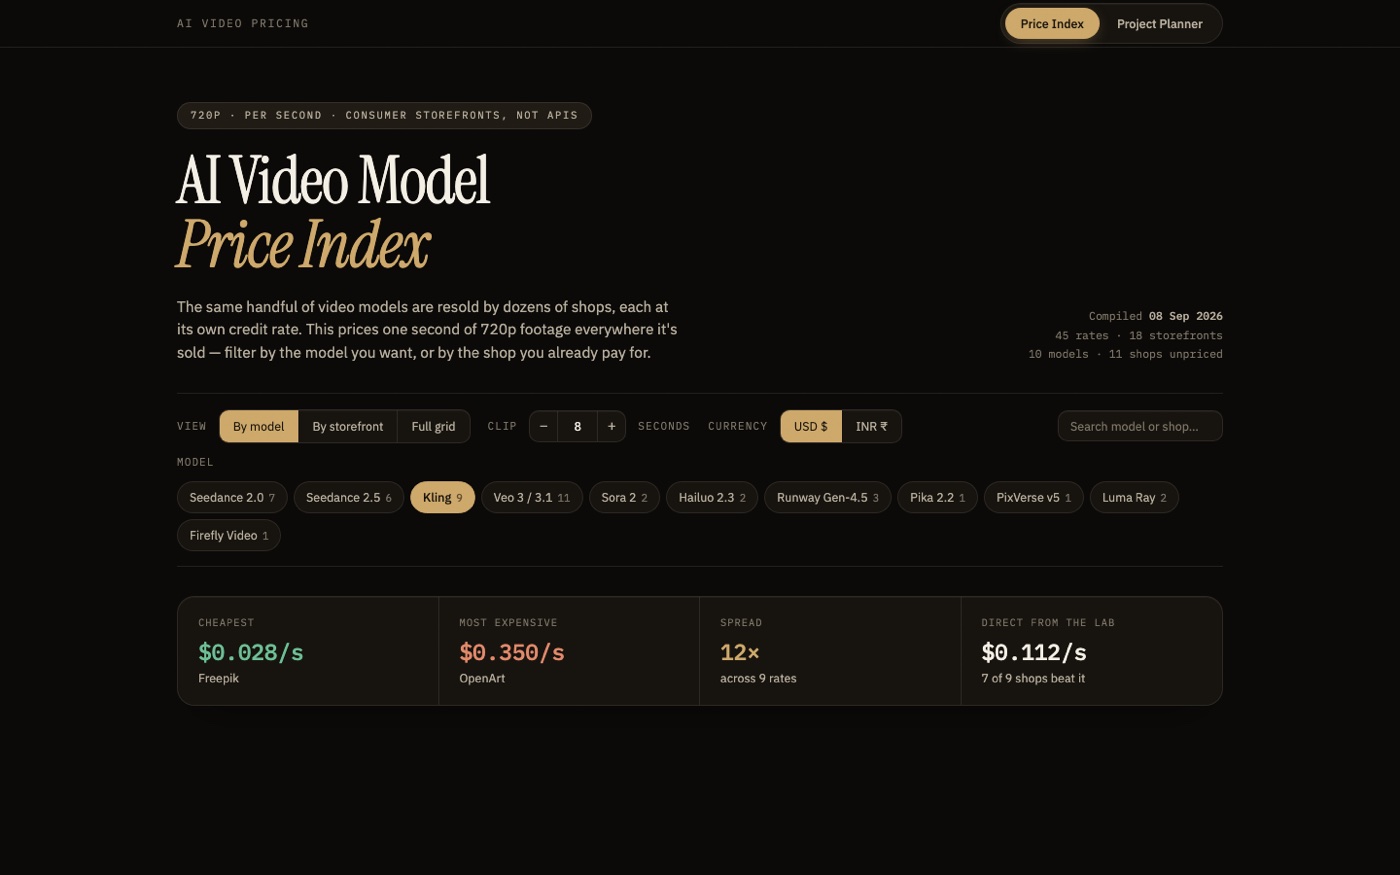 AI VIDEO PRICING
Price Index
Project Planner
720P · PER SECOND · CONSUMER STOREFRONTS, NOT APIS
AI Video Model
Price Index
The same handful of video models are resold by dozens of shops, each at
its own credit rate. This prices one second of 720p footage everywhere it's
sold — filter by the model you want, or by the shop you already pay for.
Compiled 08 Sep 2026
45 rates · 18 storefronts
10 models · 11 shops unpriced
VIEW
By model
By storefront
Full grid
CLIP
− 8 +
SECONDS
CURRENCY
USD $
INR ₹
Search model or shop...
MODEL
Seedance 2.0 7
Seedance 2.5 6
Kling 9
Veo 3 / 3.1 11
Sora 2 2
Hailuo 2.3 2
Runway Gen-4.5 3
Pika 2.2 1
PixVerse v5 1
Luma Ray 2
Firefly Video 1
CHEAPEST
$0.028/s
Freepik
MOST EXPENSIVE
$0.350/s
OpenArt
SPREAD
12×
across 9 rates
DIRECT FROM THE LAB
$0.112/s
7 of 9 shops beat it